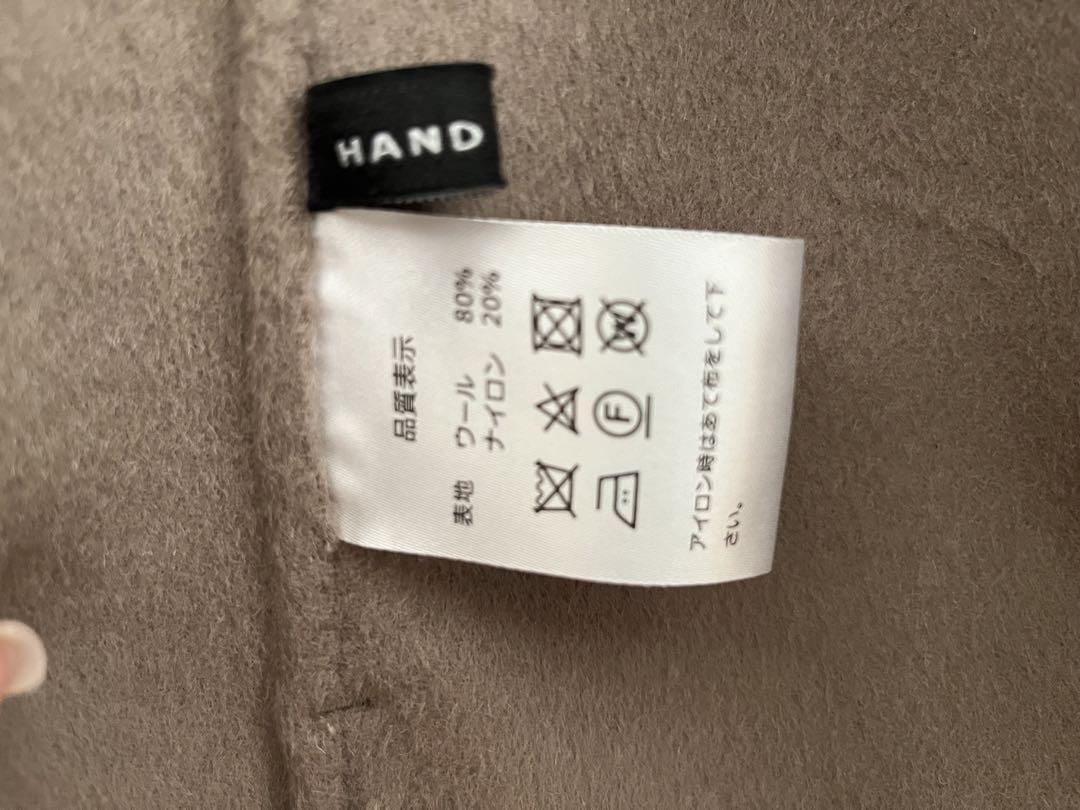 HAND
品質表示
表地 ウール 80%
ナイロン 20%
F
W
アイロン時はあて布をして下
さい。